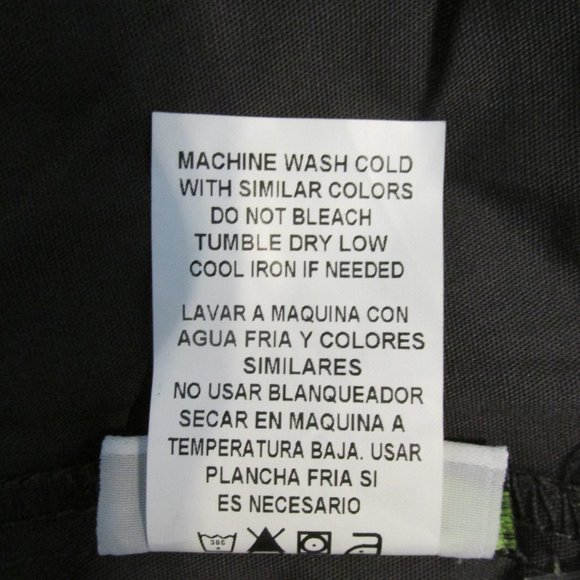 MACHINE WASH COLD
WITH SIMILAR COLORS
DO NOT BLEACH
TUMBLE DRY LOW
COOL IRON IF NEEDED
LAVAR A MAQUINA CON
AGUA FRIA Y COLORES
SIMILARES
NO USAR BLANQUEADOR
SECAR EN MAQUINA A
TEMPERATURA BAJA. USAR
PLANCHA FRIA SI
ES NECESARIO